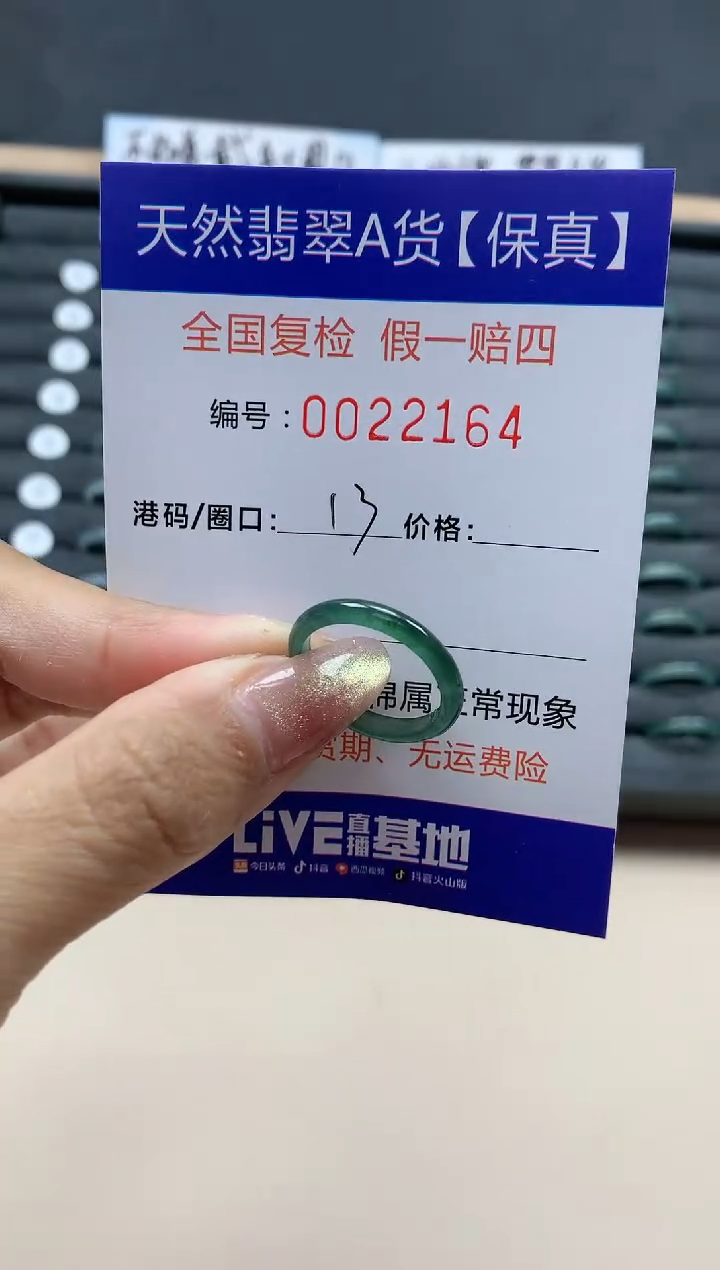 天然翡翠A货【保真】
全国复检 假一赔四
编号:0022164
港码/圈口: 13 价格:
棉属正常现象
货期、无运费险
LiVE直播基地
今日头条 抖音 西瓜视频 抖音火山版